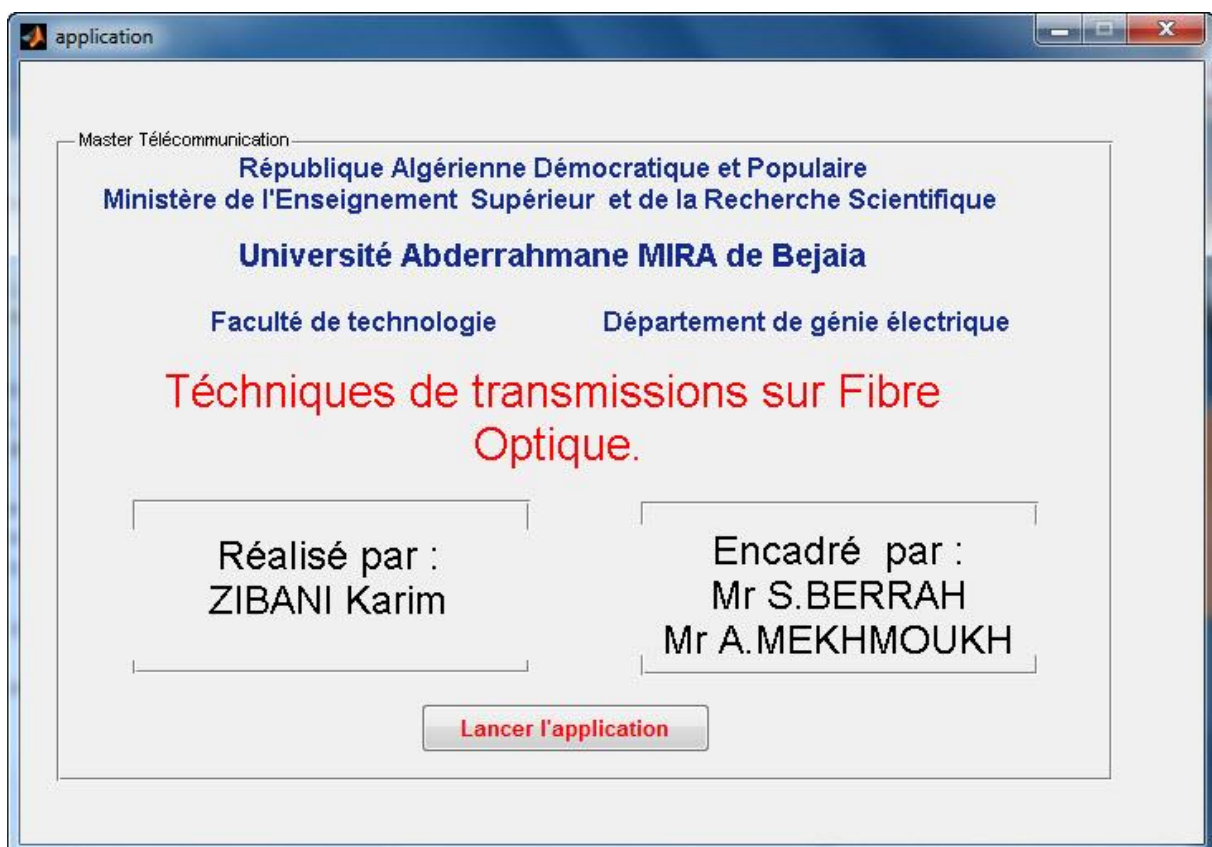 application
Master Télécommunication
République Algérienne Démocratique et Populaire
Ministère de l'Enseignement Supérieur et de la Recherche Scientifique
Université Abderrahmane MIRA de Bejaia
Faculté de technologie Département de génie électrique
Téchniques de transmissions sur Fibre
Optique.
Réalisé par :
ZIBANI Karim
Encadré par :
Mr S.BERRAH
Mr A.MEKHMOUKH
Lancer l'application